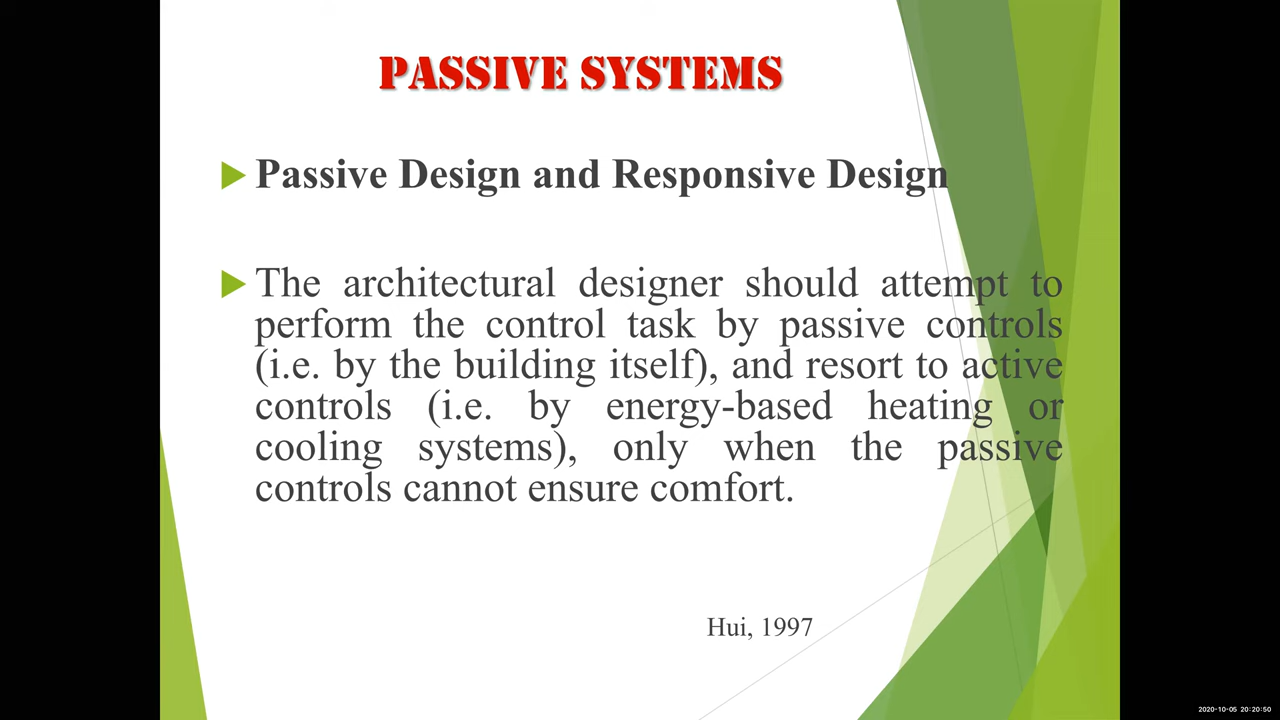 PASSIVE SYSTEMS
Passive Design and Responsive Design
The architectural designer should attempt to
perform the control task by passive controls
(i.e. by the building itself), and resort to active
controls (i.e. by energy-based heating or
cooling systems), only when the passive
controls cannot ensure comfort.
Hui, 1997
2020-10-05 20:20:50